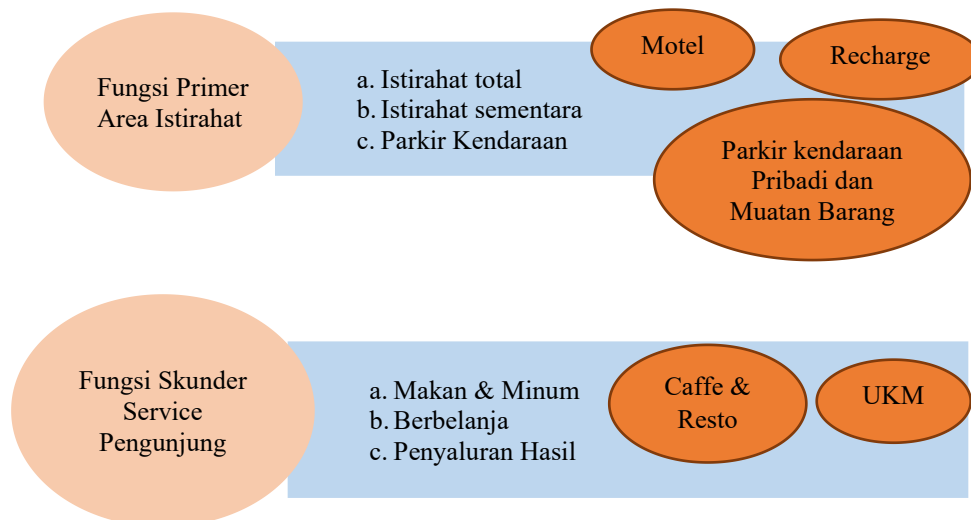 Fungsi Primer
Area Istirahat
a. Istirahat total
b. Istirahat sementara
c. Parkir Kendaraan
Motel
Recharge
Parkir kendaraan
Pribadi dan
Muatan Barang
Fungsi Skunder
Service
Pengunjung
a. Makan & Minum
b. Berbelanja
c. Penyaluran Hasil
Caffe &
Resto
UKM